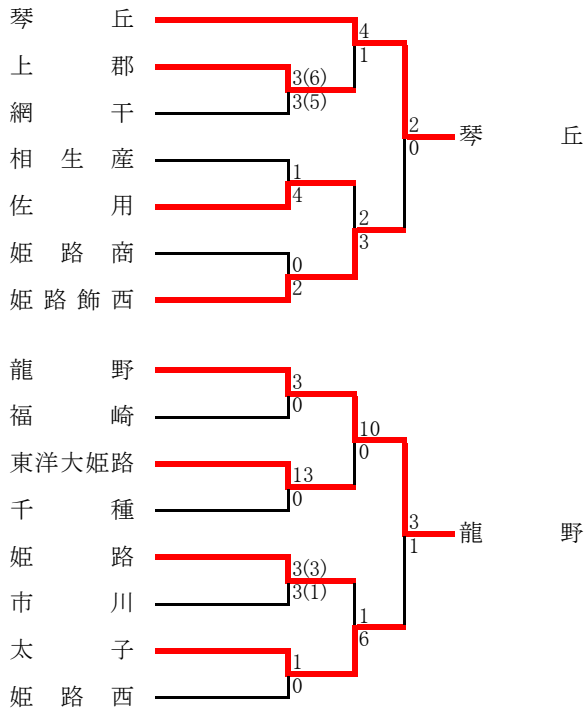 琴丘
4
上郡
3(6)
1
網干
3(5)
2
琴丘
相生産
1
0
佐用
4
2
姫路商
0
3
姫路飾西
2
龍野
3
福崎
0
10
東洋大姫路
13
0
千種
0
3
龍野
姫路
3(3)
1
市川
3(1)
1
太子
1
6
姫路西
0